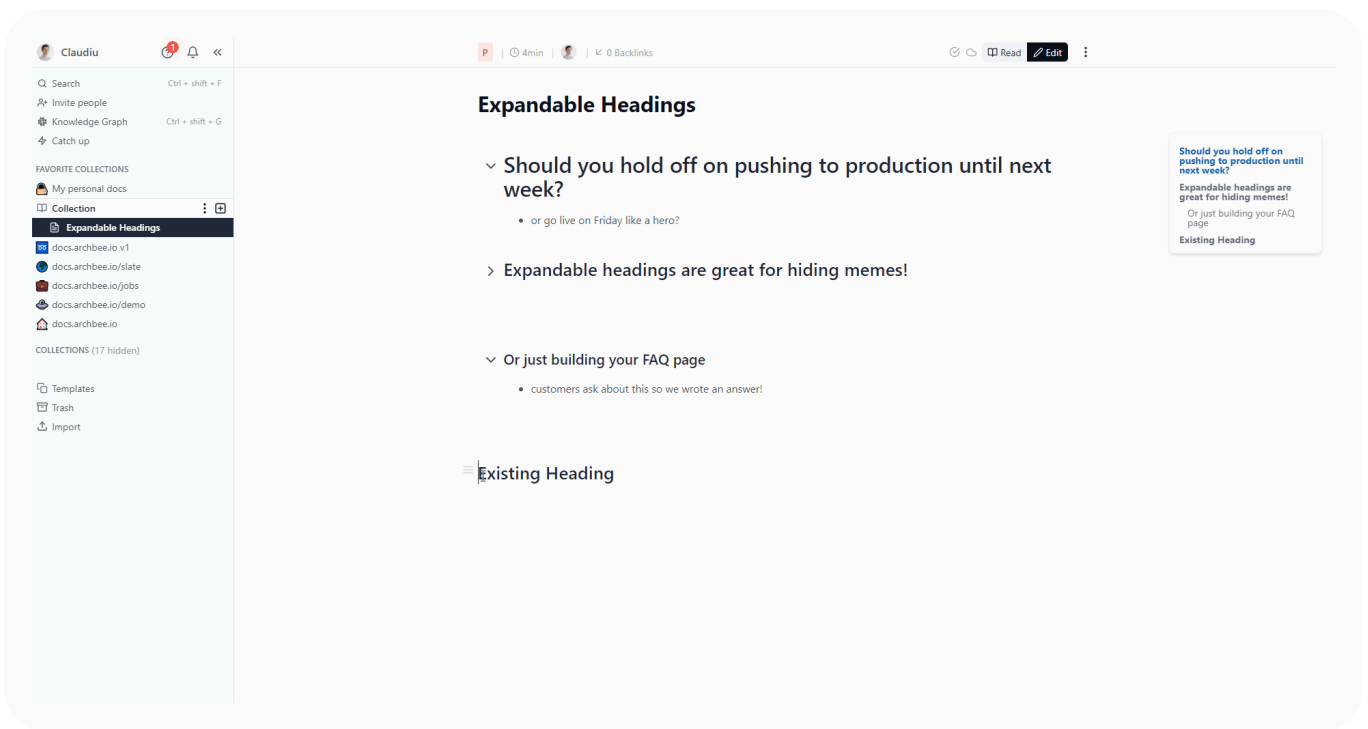 Claudiu
1
Search Ctrl + shift + F
Invite people
Knowledge Graph Ctrl + shift + G
Catch up
FAVORITE COLLECTIONS
My personal docs
Collection
Expandable Headings
docs.archbee.io v1
docs.archbee.io/slate
docs.archbee.io/jobs
docs.archbee.io/demo
docs.archbee.io
COLLECTIONS (17 hidden)
Templates
Trash
Import
P | 4min | | 0 Backlinks
Read
Edit
Expandable Headings
Should you hold off on pushing to production until next
week?
• or go live on Friday like a hero?
Expandable headings are great for hiding memes!
Or just building your FAQ page
• customers ask about this so we wrote an answer!
Existing Heading
Should you hold off on
pushing to production until
next week?
Expandable headings are
great for hiding memes!
Or just building your FAQ
page
Existing Heading